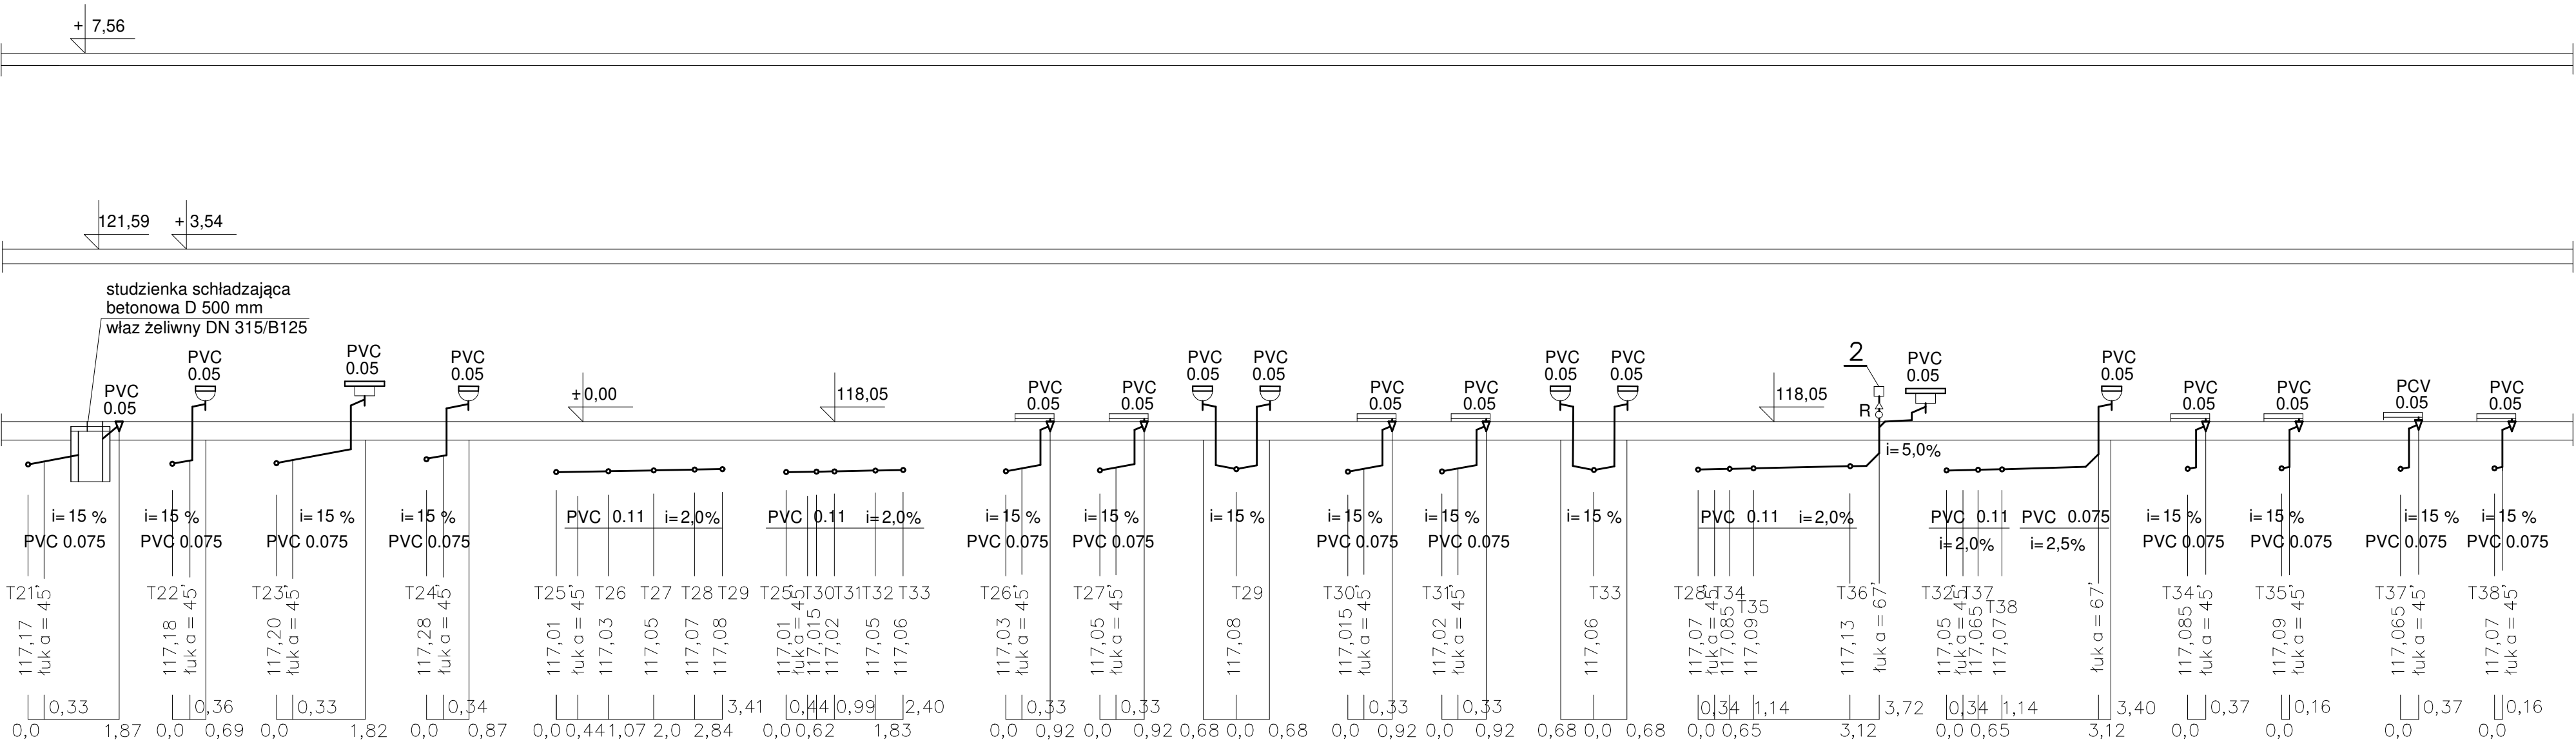 + 7,56
121,59
+ 3,54
studzienka schładzająca
betonowa D 500 mm
właz żeliwny DN 315/B125
PVC
0.05
PVC
0.05
PVC
0.05
PVC
0.05
±0,00
118,05
PVC
0.05
PVC
0.05
PVC
0.05
PVC
0.05
PVC
0.05
PVC
0.05
PVC
0.05
PVC
0.05
118,05
2
R
PVC
0.05
i=5,0%
PVC
0.05
PVC
0.05
PVC
0.05
PCV
0.05
PVC
0.05
i=15 %
PVC 0.075
i=15 %
PVC 0.075
i=15 %
PVC 0.075
i=15 %
PVC 0.075
PVC 0.11 i=2,0%
PVC 0.11 i=2,0%
i=15 %
PVC 0.075
i=15 %
PVC 0.075
i=15 %
i=15 %
PVC 0.075
i=15 %
PVC 0.075
i=15 %
PVC 0.11 i=2,0%
PVC 0.11
i=2,0%
PVC 0.075
i=2,5%
i=15 %
PVC 0.075
i=15 %
PVC 0.075
i=15 %
PVC 0.075
i=15 %
PVC 0.075
T21 T22 T23 T24 T25 T26 T27 T28 T29 T25 T30 T31 T32 T33 T26 T27 T29 T30 T31 T33 T28 T34 T35 T36 T32 T37 T38 T34 T35 T37 T38
117,17
łuk a = 45'
117,18
łuk a = 45'
117,20
łuk a = 45'
117,28
łuk a = 45'
117,01
łuk a = 45'
117,03
117,05
117,07
117,08
117,01
łuk a = 45'
117,015
117,02
117,05
117,06
117,03
łuk a = 45'
117,05
łuk a = 45'
117,08
117,015
łuk a = 45'
117,02
łuk a = 45'
117,06
117,07
łuk a = 45'
117,085
117,095
117,13
łuk a = 67'
117,05
łuk a = 45'
117,065
117,078
łuk a = 67'
117,085
łuk a = 45'
117,09
łuk a = 45'
117,065
łuk a = 45'
117,07
łuk a = 45'
0,33 0,36 0,33 0,34 3,41 0,44 0,99 2,40 0,33 0,33 0,33 0,33 0,34 1,14 3,72 0,34 1,14 3,40 0,37 0,16 0,37 0,16
0,0 1,87 0,0 0,69 0,0 1,82 0,0 0,87 0,0 0,44 1,07 2,0 2,84 0,0 0,62 1,83 0,0 0,92 0,0 0,92 0,68 0,0 0,68 0,0 0,92 0,0 0,92 0,68 0,0 0,68 0,0 0,65 3,12 0,0 0,65 3,12 0,0 0,0 0,0 0,0